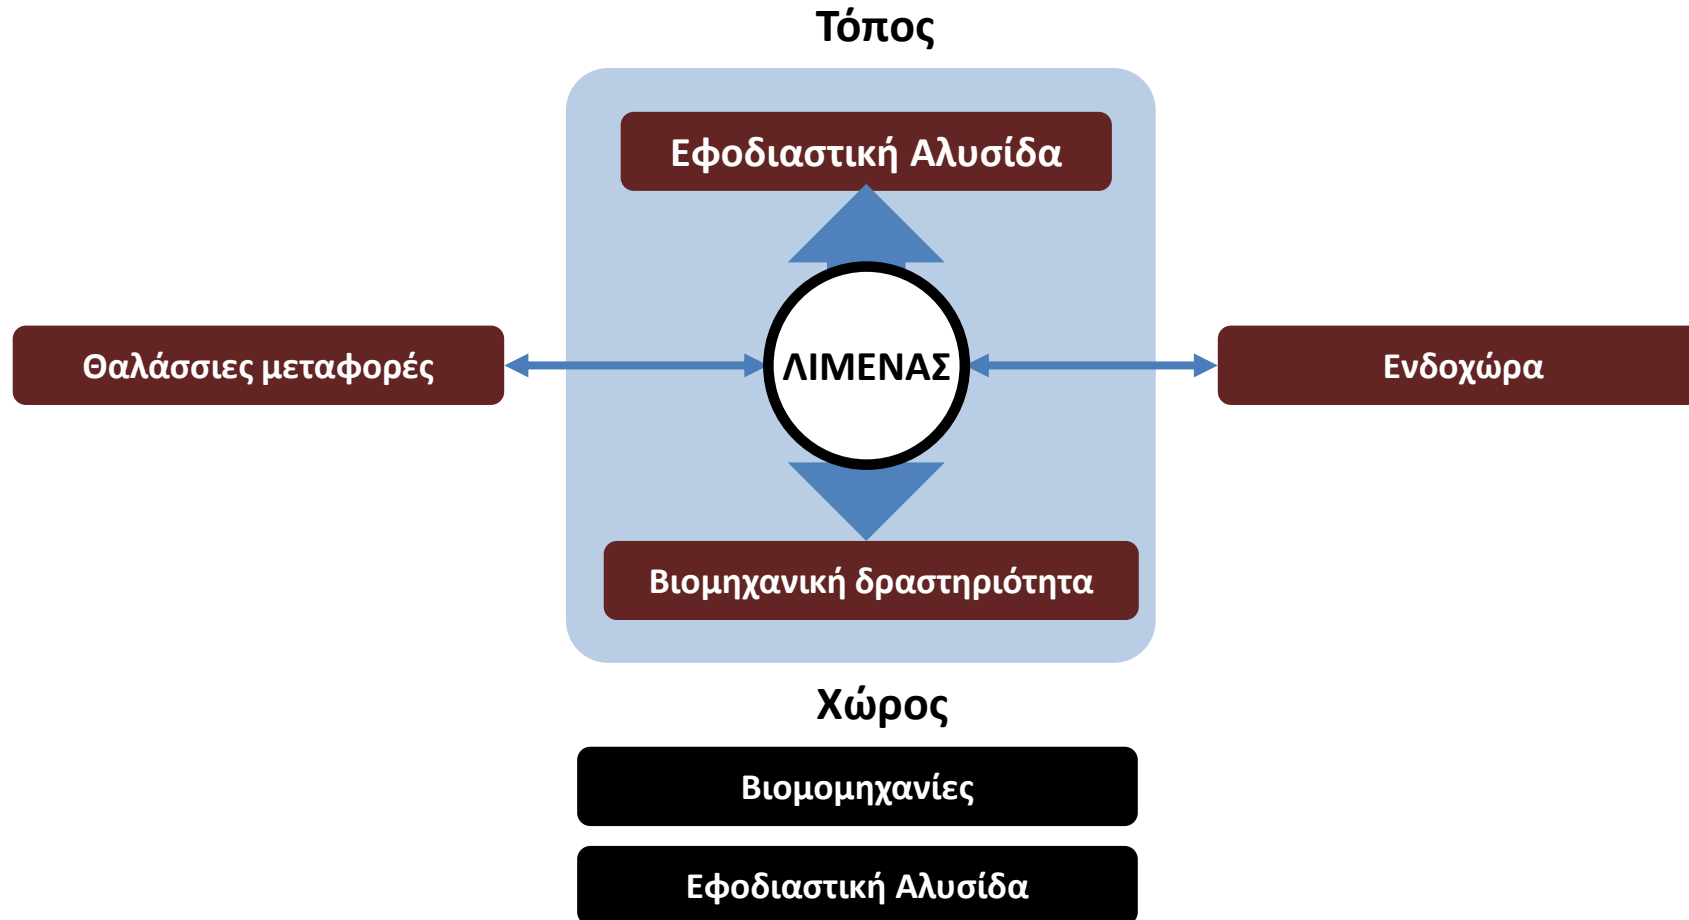 Τόπος
Εφοδιαστική Αλυσίδα
Θαλάσσιες μεταφορές
ΛΙΜΕΝΑΣ
Ενδοχώρα
Βιομηχανική δραστηριότητα
Χώρος
Βιομομηχανίες
Εφοδιαστική Αλυσίδα